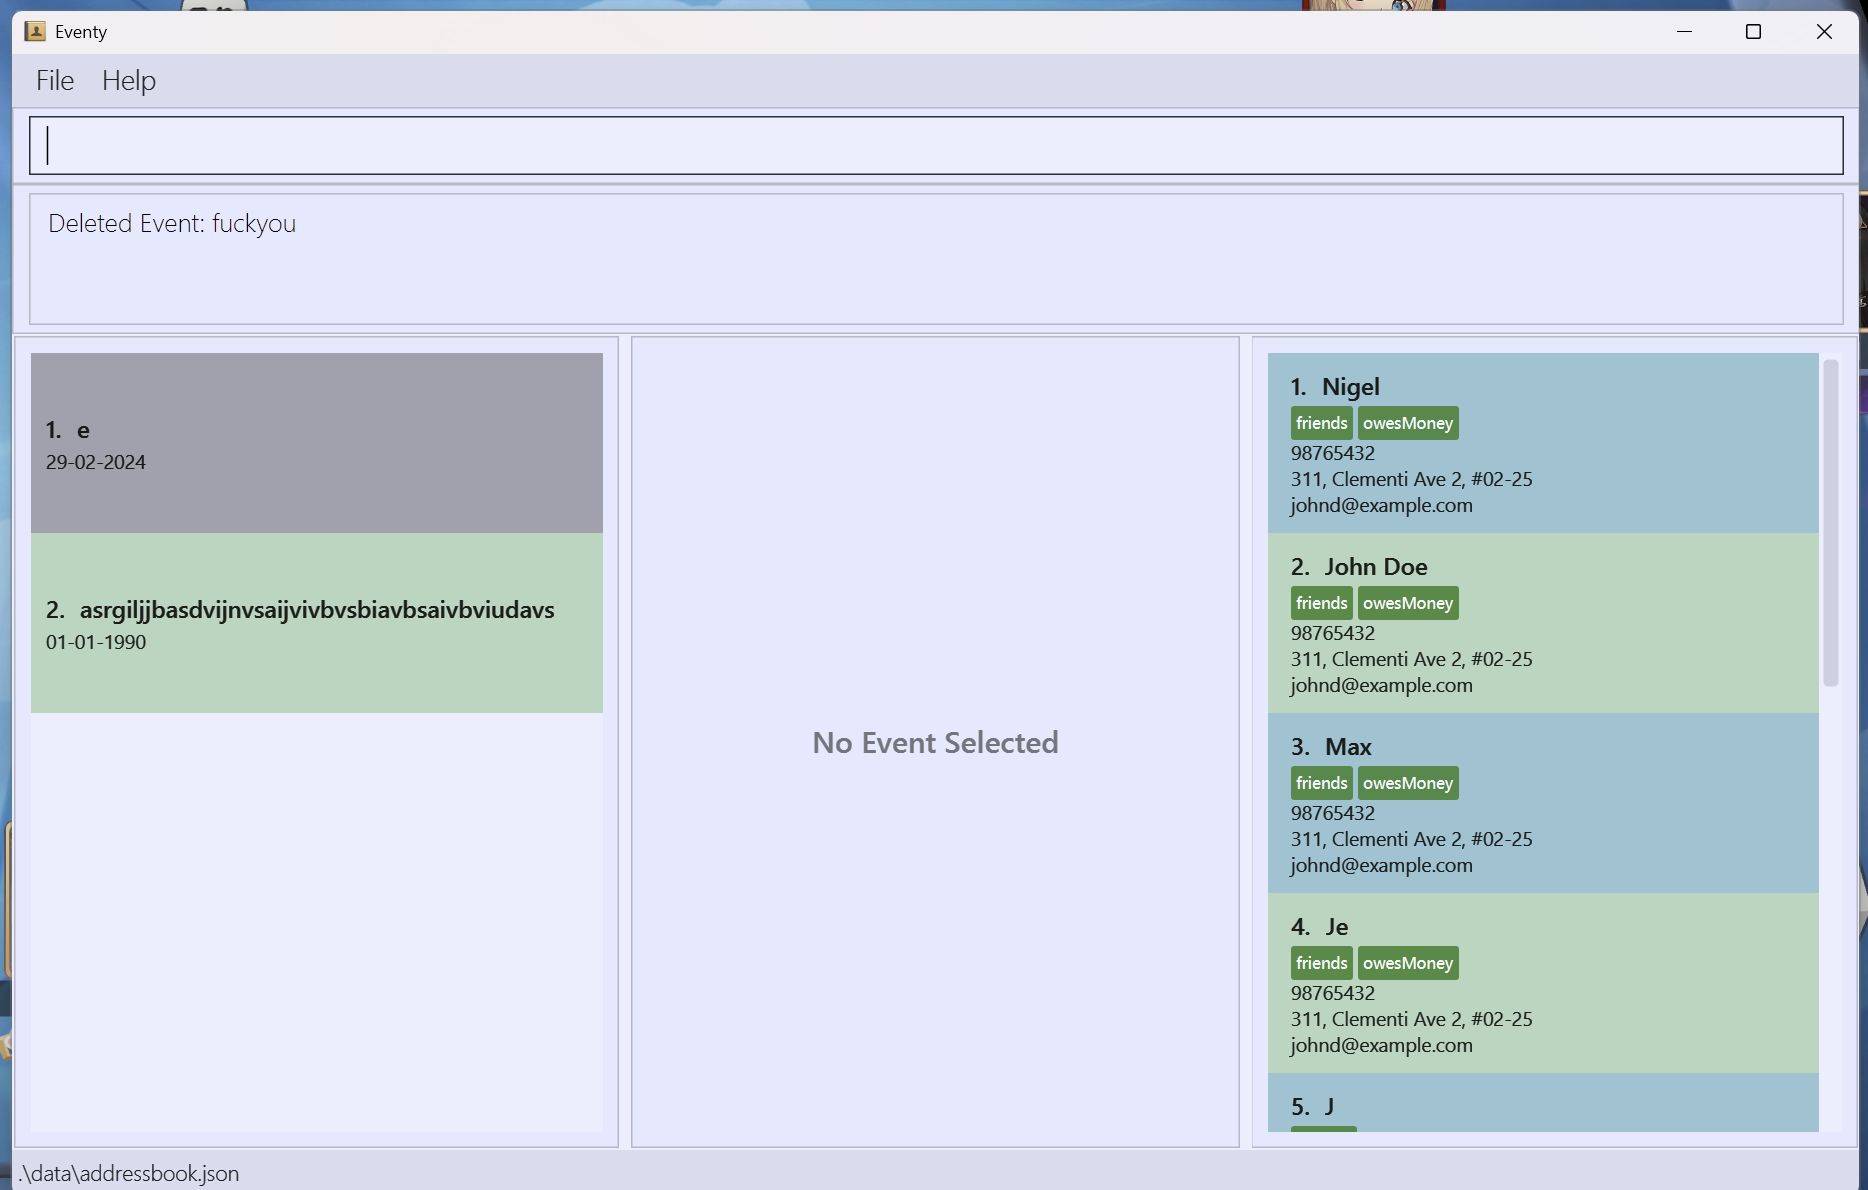 Eventy
File Help
Deleted Event: fuckyou
1. e
29-02-2024
2. asrgiljjbasdvijnvsaijvivbvsbiavbsaivbviudavs
01-01-1990
No Event Selected
1. Nigel
friends owesMoney
98765432
311, Clementi Ave 2, #02-25
johnd@example.com
2. John Doe
friends owesMoney
98765432
311, Clementi Ave 2, #02-25
johnd@example.com
3. Max
friends owesMoney
98765432
311, Clementi Ave 2, #02-25
johnd@example.com
4. Je
friends owesMoney
98765432
311, Clementi Ave 2, #02-25
johnd@example.com
5. J
.\data\addressbook.json